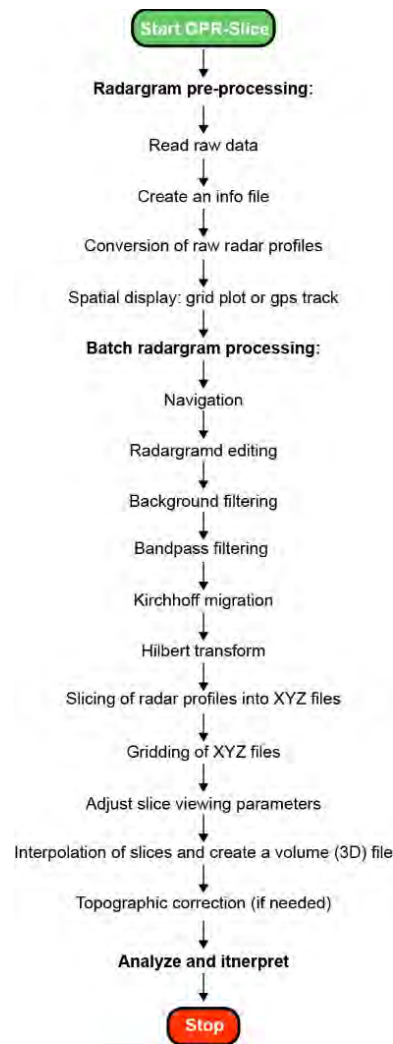 Start GPR-Slice
Radargram pre-processing:
Read raw data
Create an info file
Conversion of raw radar profiles
Spatial display: grid plot or gps track
Batch radargram processing:
Navigation
Radargramd editing
Background filtering
Bandpass filtering
Kirchhoff migration
Hilbert transform
Slicing of radar profiles into XYZ files
Gridding of XYZ files
Adjust slice viewing parameters
Interpolation of slices and create a volume (3D) file
Topographic correction (if needed)
Analyze and itnerpret
Stop